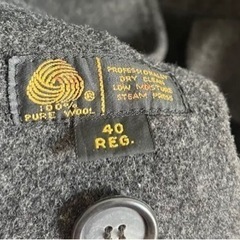 100%
PURE WOOL
PROFESSIONALLY
DRY CLEAN
LOW MOISTURE
STEAM PRESS
40
REG.